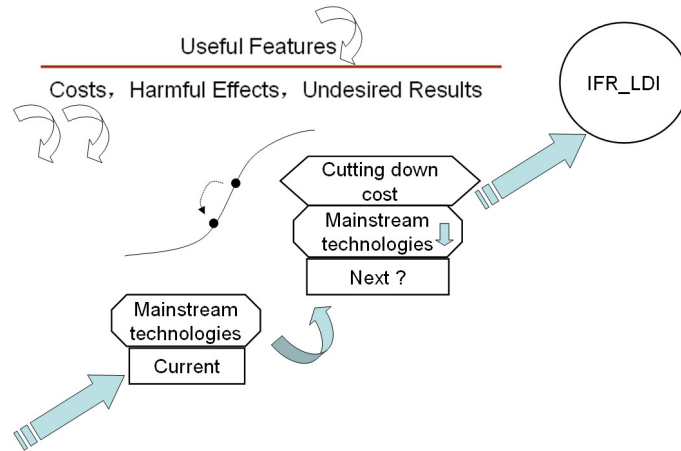 Useful Features
Costs，Harmful Effects，Undesired Results
IFR_LDI
Cutting down
cost
Mainstream
technologies
Next ?
Mainstream
technologies
Current